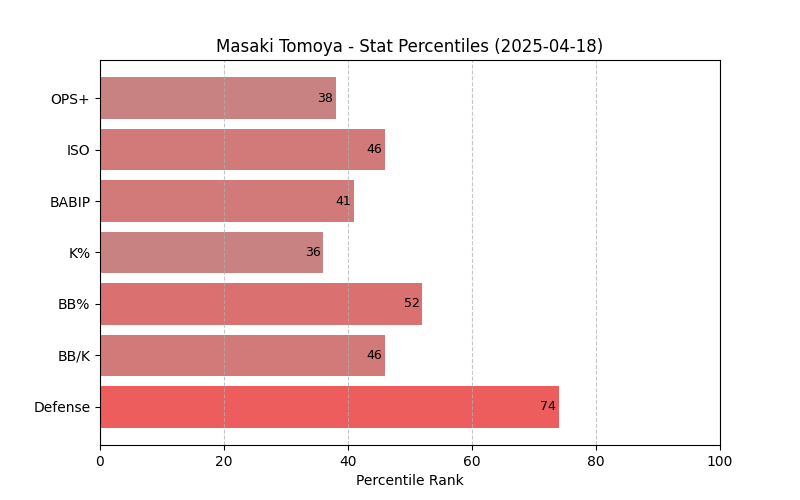 Masaki Tomoya - Stat Percentiles (2025-04-18)
OPS+ 38
ISO 46
BABIP 41
K% 36
BB% 52
BB/K 46
Defense 74
0 20 40 60 80 100
Percentile Rank